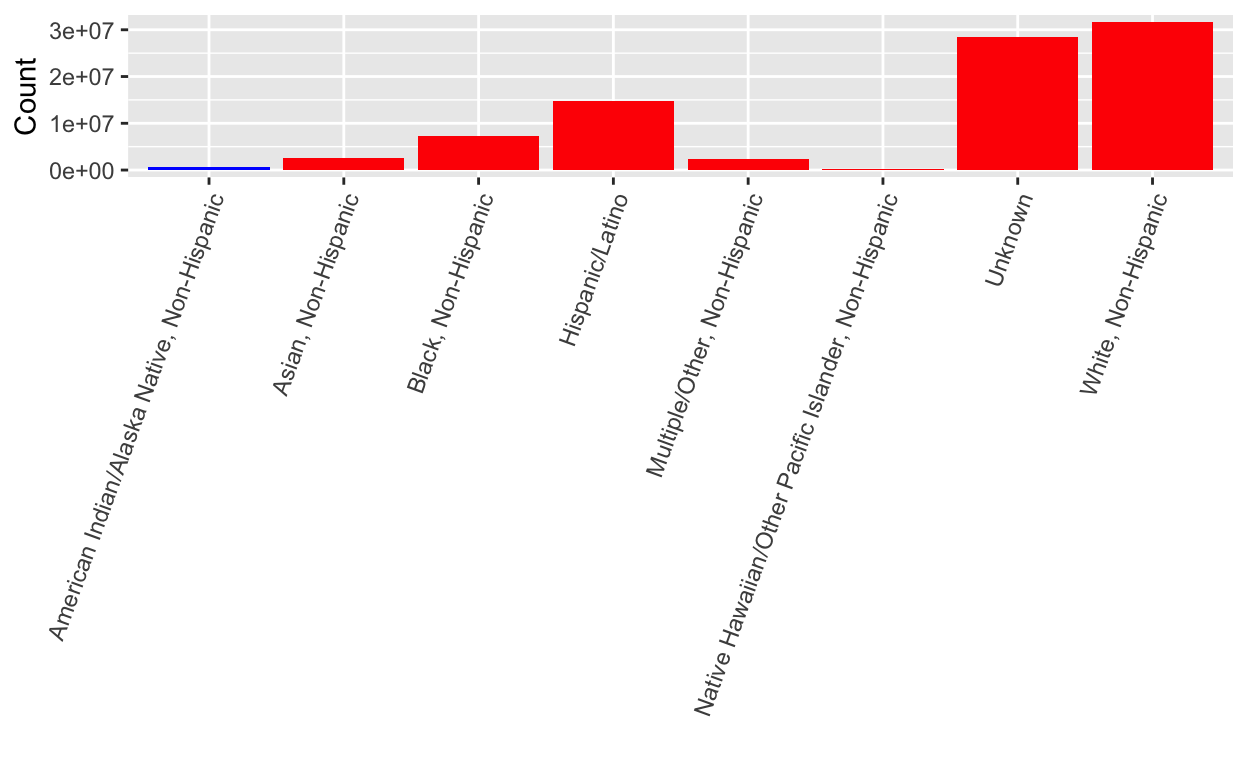 Count
3e+07
2e+07
1e+07
0e+00
American Indian/Alaska Native, Non-Hispanic
Asian, Non-Hispanic
Black, Non-Hispanic
Hispanic/Latino
Multiple/Other, Non-Hispanic
Native Hawaiian/Other Pacific Islander, Non-Hispanic
Unknown
White, Non-Hispanic